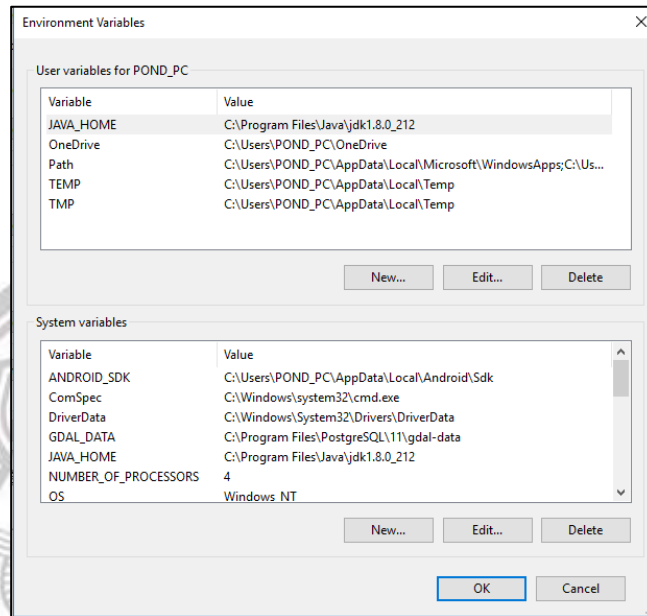 Environment Variables
User variables for POND_PC
Variable Value
JAVA_HOME C:\Program Files\Java\jdk1.8.0_212
OneDrive C:\Users\POND_PC\OneDrive
Path C:\Users\POND_PC\AppData\Local\Microsoft\WindowsApps;C:\Us...
TEMP C:\Users\POND_PC\AppData\Local\Temp
TMP C:\Users\POND_PC\AppData\Local\Temp
New... Edit... Delete
System variables
Variable Value
ANDROID_SDK C:\Users\POND_PC\AppData\Local\Android\Sdk
ComSpec C:\Windows\system32\cmd.exe
DriverData C:\Windows\System32\Drivers\DriverData
GDAL_DATA C:\Program Files\PostgreSQL\11\gdal-data
JAVA_HOME C:\Program Files\Java\jdk1.8.0_212
NUMBER_OF_PROCESSORS 4
OS Windows_NT
New... Edit... Delete
OK Cancel